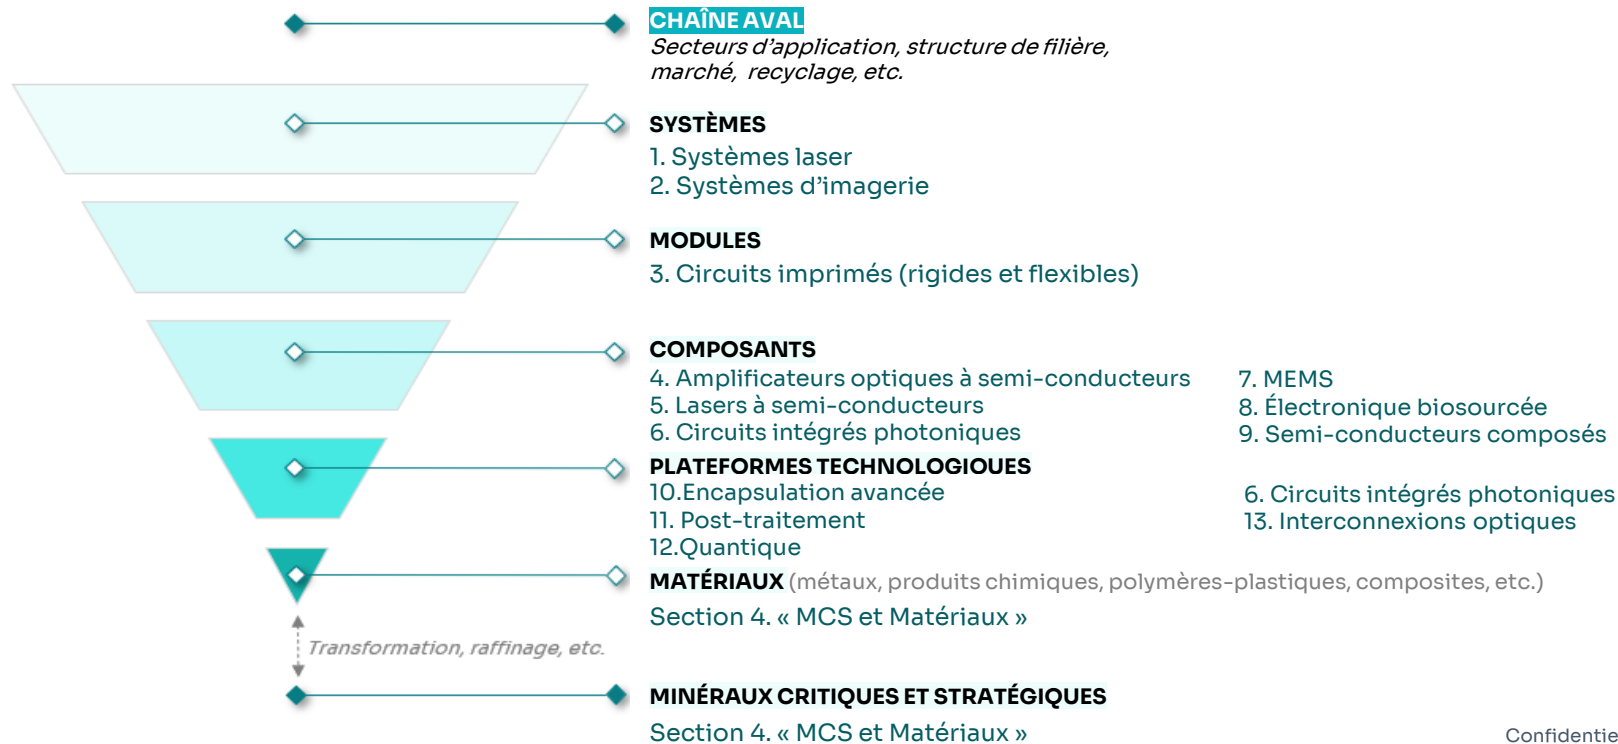 CHAÎNE AVAL
Secteurs d’application, structure de filière,
marché, recyclage, etc.
SYSTÈMES
1. Systèmes laser
2. Systèmes d’imagerie
MODULES
3. Circuits imprimés (rigides et flexibles)
COMPOSANTS
4. Amplificateurs optiques à semi-conducteurs
5. Lasers à semi-conducteurs
6. Circuits intégrés photoniques
7. MEMS
8. Électronique biosourcée
9. Semi-conducteurs composés
PLATEFORMES TECHNOLOGIQUES
10.Encapsulation avancée
11. Post-traitement
12.Quantique
6. Circuits intégrés photoniques
13. Interconnexions optiques
MATÉRIAUX (métaux, produits chimiques, polymères-plastiques, composites, etc.)
Section 4. « MCS et Matériaux »
Transformation, raffinage, etc.
MINÉRAUX CRITIQUES ET STRATÉGIQUES
Section 4. « MCS et Matériaux »
Confidentie